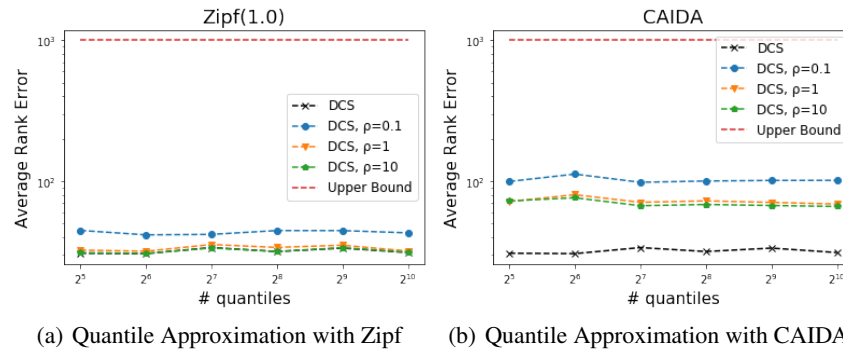 Zipf(1.0)
Average Rank Error
10³
10²
DCS
DCS, ρ=0.1
DCS, ρ=1
DCS, ρ=10
Upper Bound
2⁵ 2⁶ 2⁷ 2⁸ 2⁹ 2¹⁰
# quantiles
(a) Quantile Approximation with Zipf
CAIDA
Average Rank Error
10³
10²
DCS
DCS, ρ=0.1
DCS, ρ=1
DCS, ρ=10
Upper Bound
2⁵ 2⁶ 2⁷ 2⁸ 2⁹ 2¹⁰
# quantiles
(b) Quantile Approximation with CAIDA